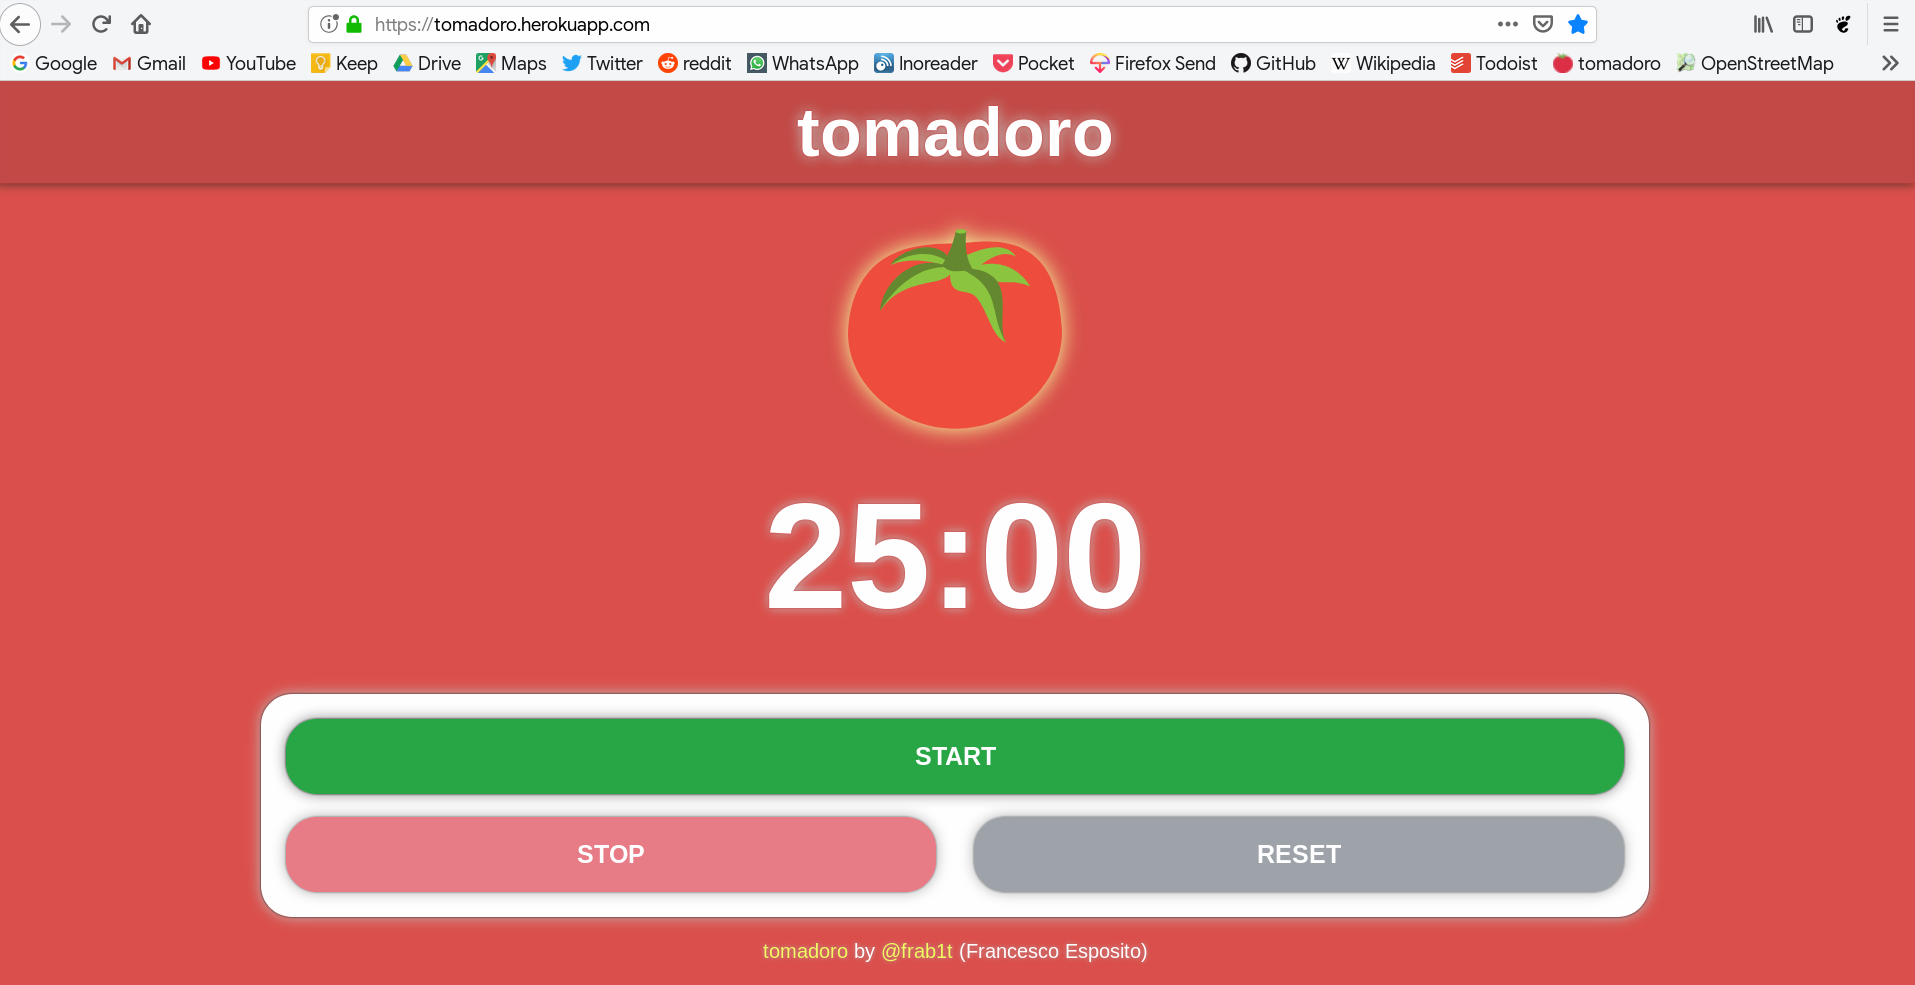 https://tomadoro.herokuapp.com
Google Gmail YouTube Keep Drive Maps Twitter reddit WhatsApp Inoreader Pocket Firefox Send GitHub Wikipedia Todoist tomadoro OpenStreetMap
tomadoro
25:00
START
STOP RESET
tomadoro by @frab1t (Francesco Esposito)